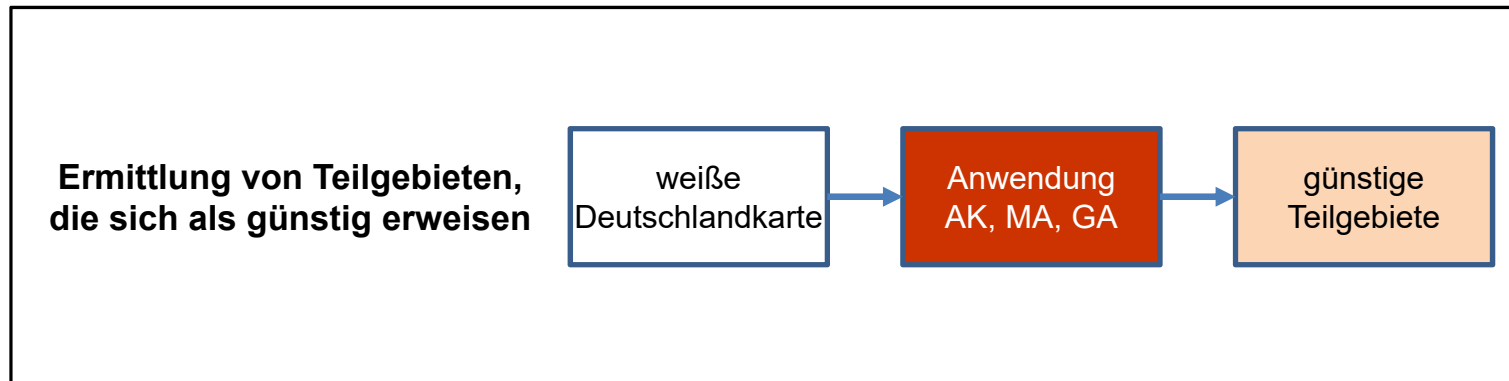 Ermittlung von Teilgebieten,
die sich als günstig erweisen
weiße
Deutschlandkarte
Anwendung
AK, MA, GA
günstige
Teilgebiete